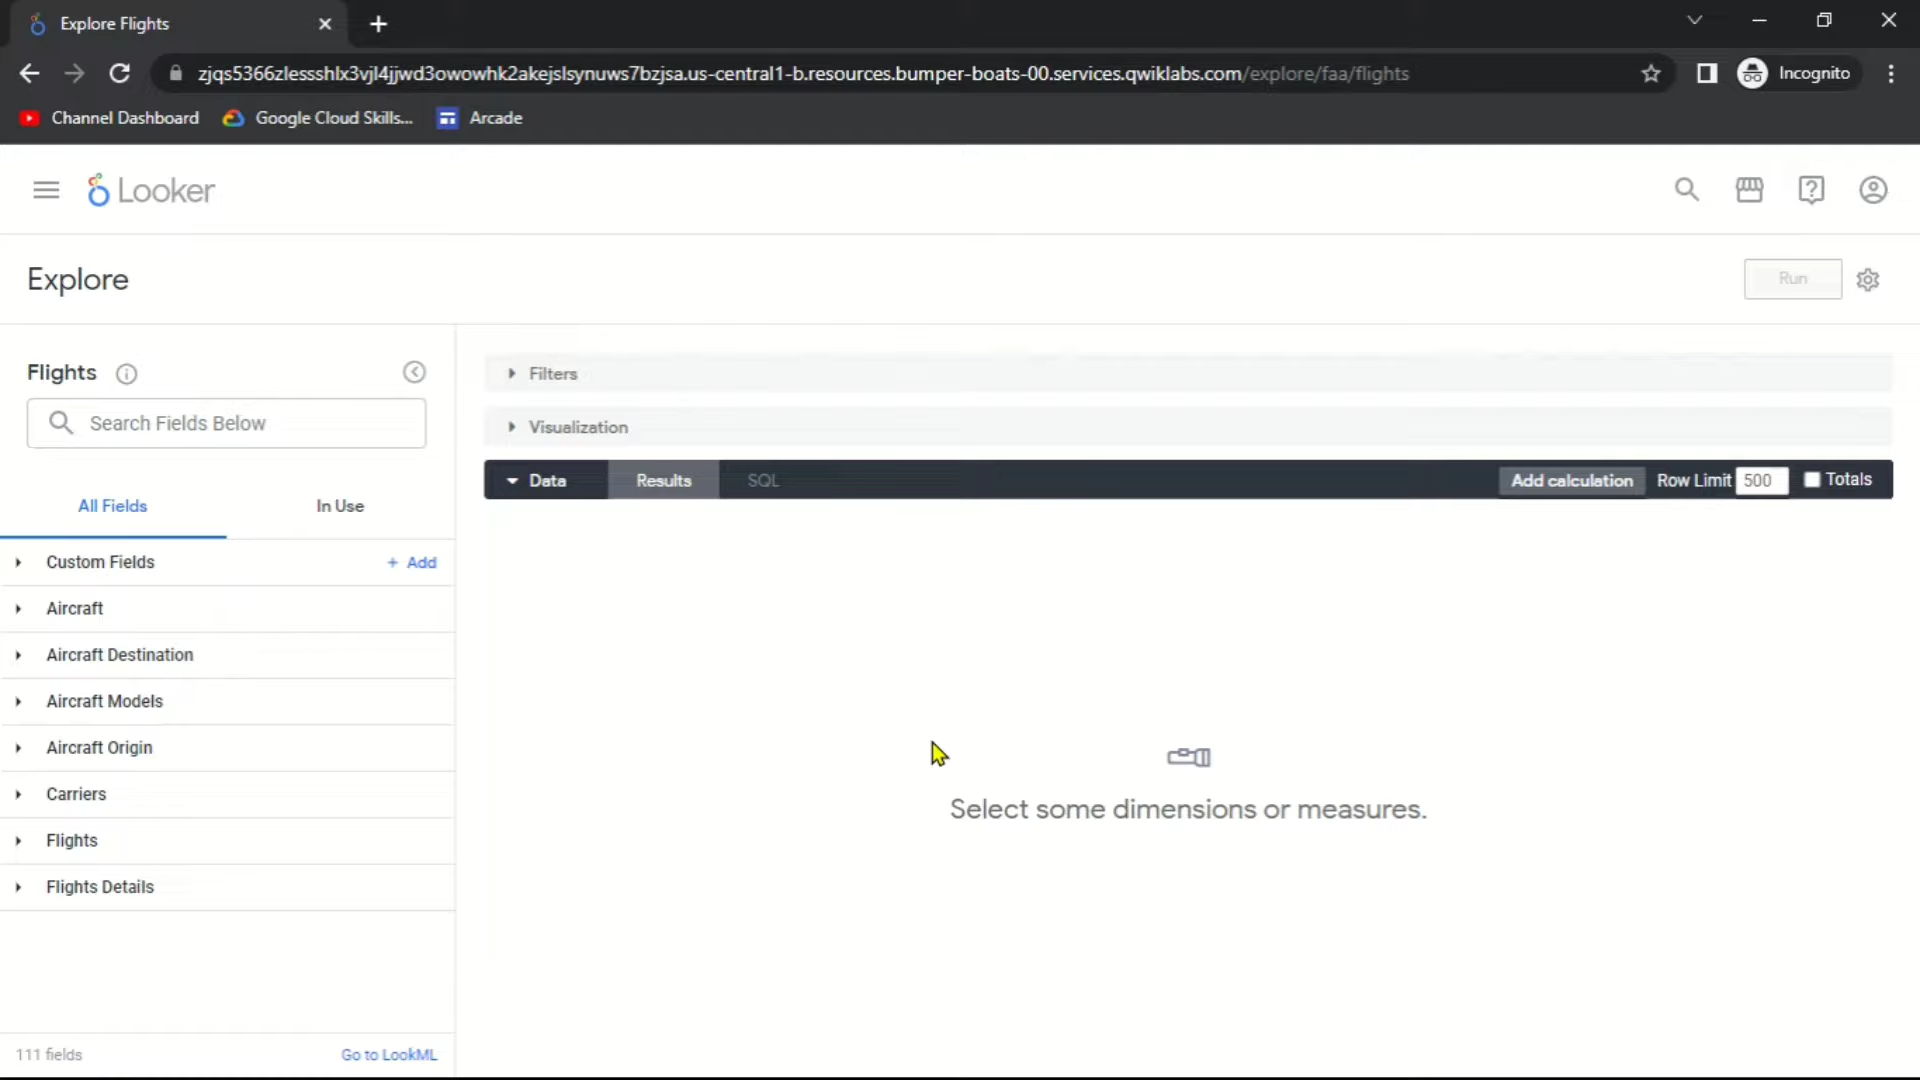 Explore Flights
zjqs5366zlessshlx3vjl4jjwd3owowhk2akejslsynuws7bzjsa.us-central1-b.resources.bumper-boats-00.services.qwiklabs.com/explore/faa/flights
Incognito
Channel Dashboard
Google Cloud Skills...
Arcade
Looker
Explore
Run
Flights
Search Fields Below
All Fields
In Use
Custom Fields
+ Add
Aircraft
Aircraft Destination
Aircraft Models
Aircraft Origin
Carriers
Flights
Flights Details
111 fields
Go to LookML
Filters
Visualization
Data
Results
SQL
Add calculation
Row Limit 500
Totals
Select some dimensions or measures.